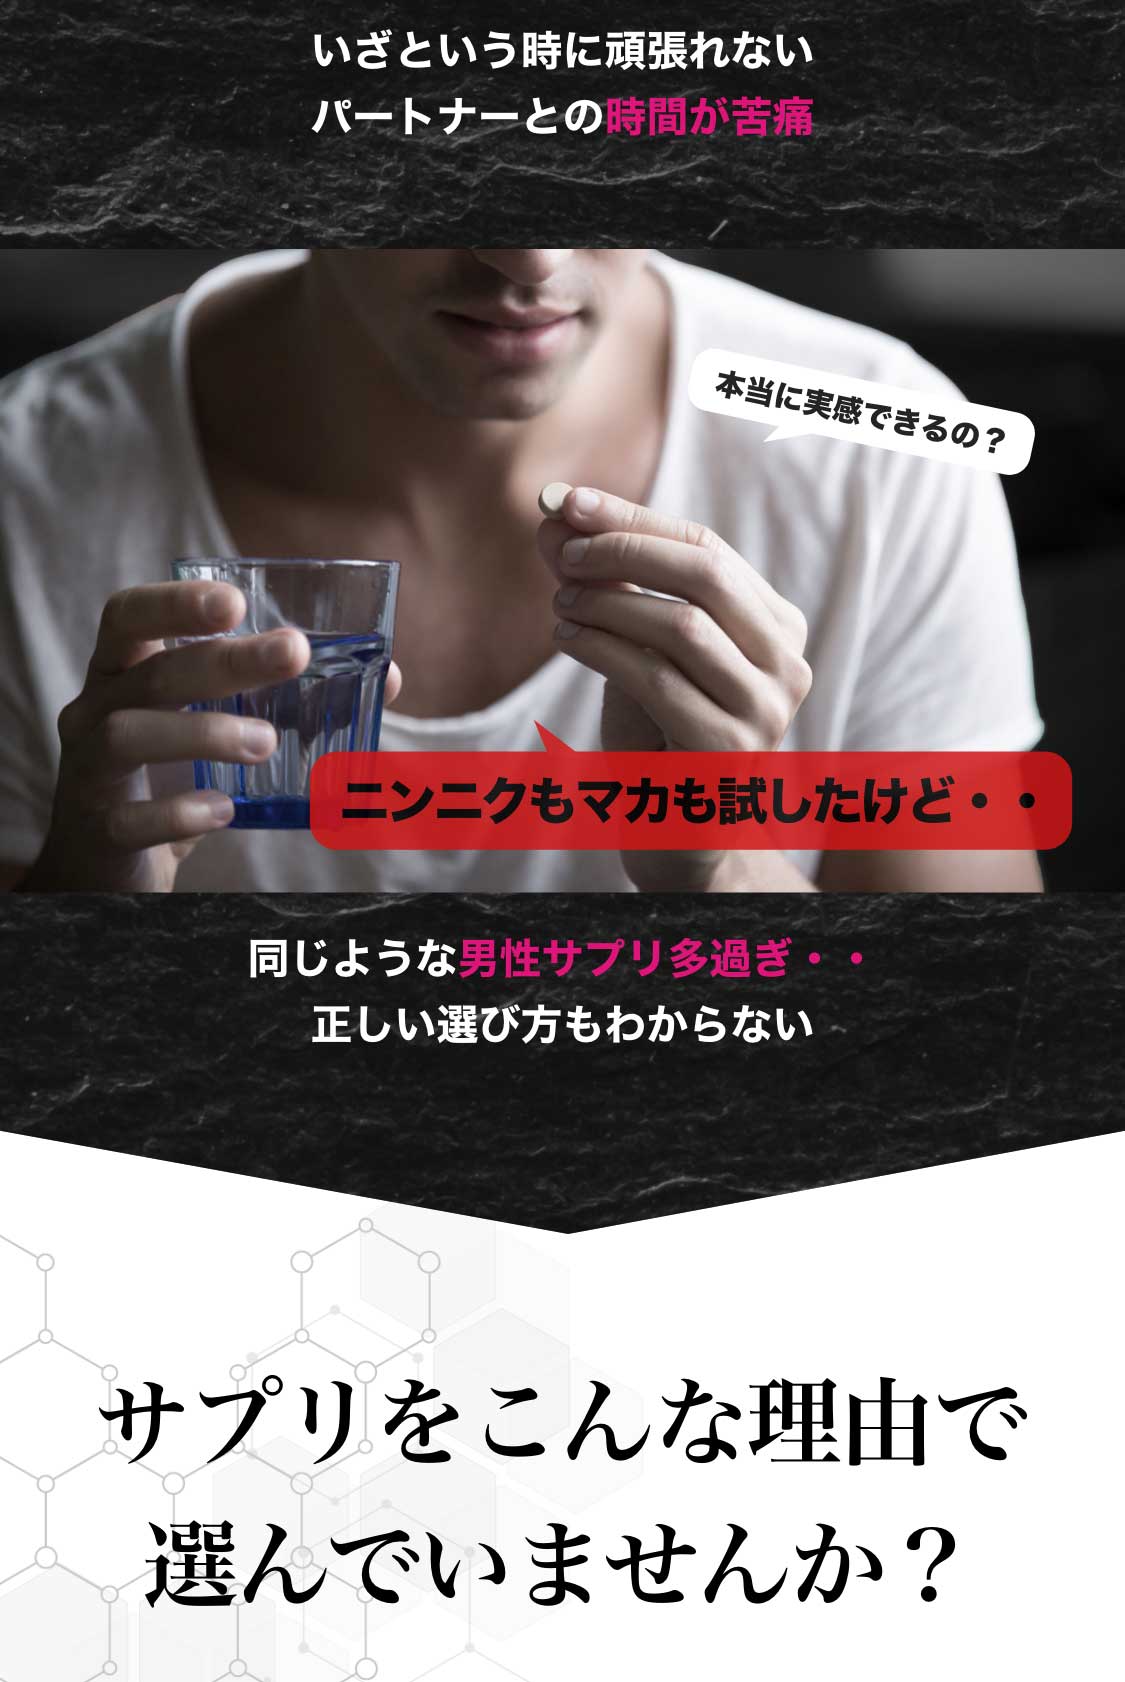 いざという時に頑張れない
パートナーとの時間が苦痛
本当に実感できるの？
ニンニクもマカも試したけど・・
同じような男性サプリ多過ぎ・・
正しい選び方もわからない
サプリをこんな理由で
選んでいませんか？